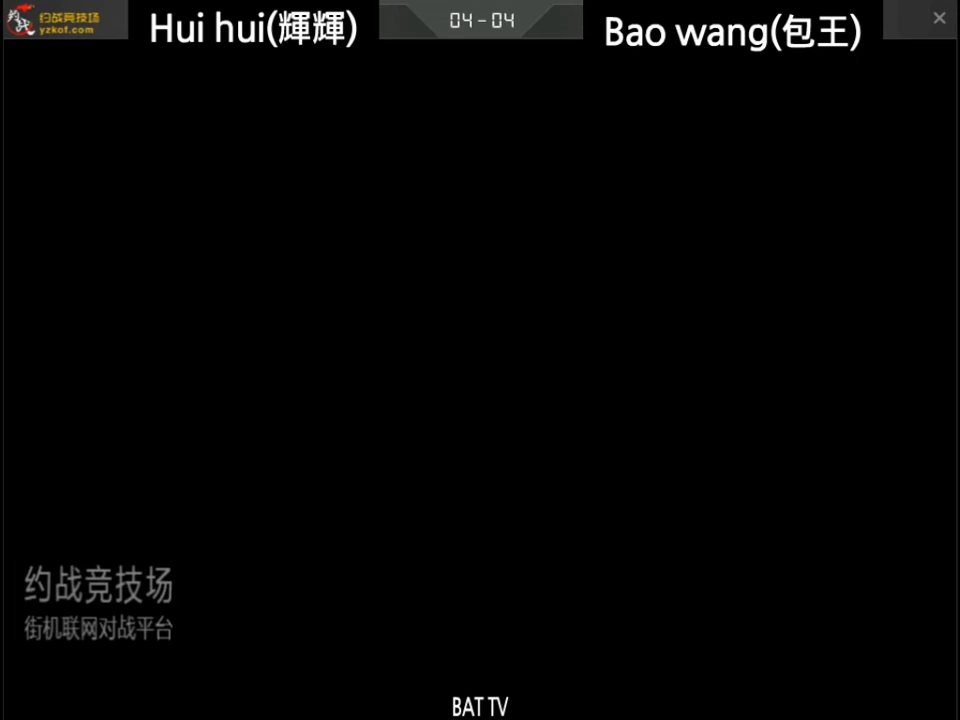 约战竞技场
yzkof.com
Hui hui(輝輝)
04-04
Bao wang(包王)
约战竞技场
街机联网对战平台
BAT TV